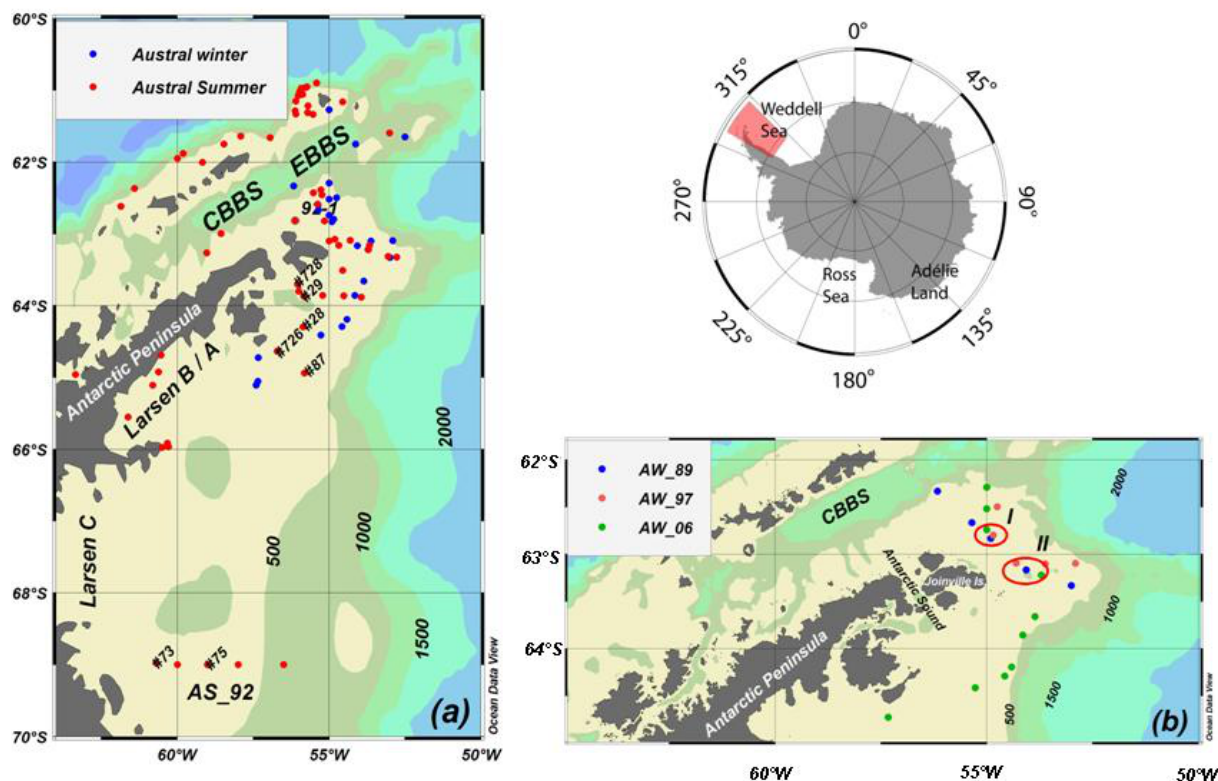 60°S
Austral winter
Austral Summer
62°S
EBBS
CBBS
#728
#29
64°S
#28
#726
#87
Antarctic Peninsula
Larsen B / A
66°S
2000
Larsen C
500
1000
1500
68°S
#73
#75
AS_92
(a)
Ocean Data View
70°S
60°W
55°W
50°W
0°
315°
45°
Weddell
Sea
270°
90°
Ross
Sea
Adélie
Land
225°
135°
180°
62°S
AW_89
AW_97
AW_06
CBBS
2000
I
II
63°S
Antarctic Sound
Joinville Is.
1000
64°S
Antarctic Peninsula
500
1500
(b)
Ocean Data View
60°W
55°W
50°W